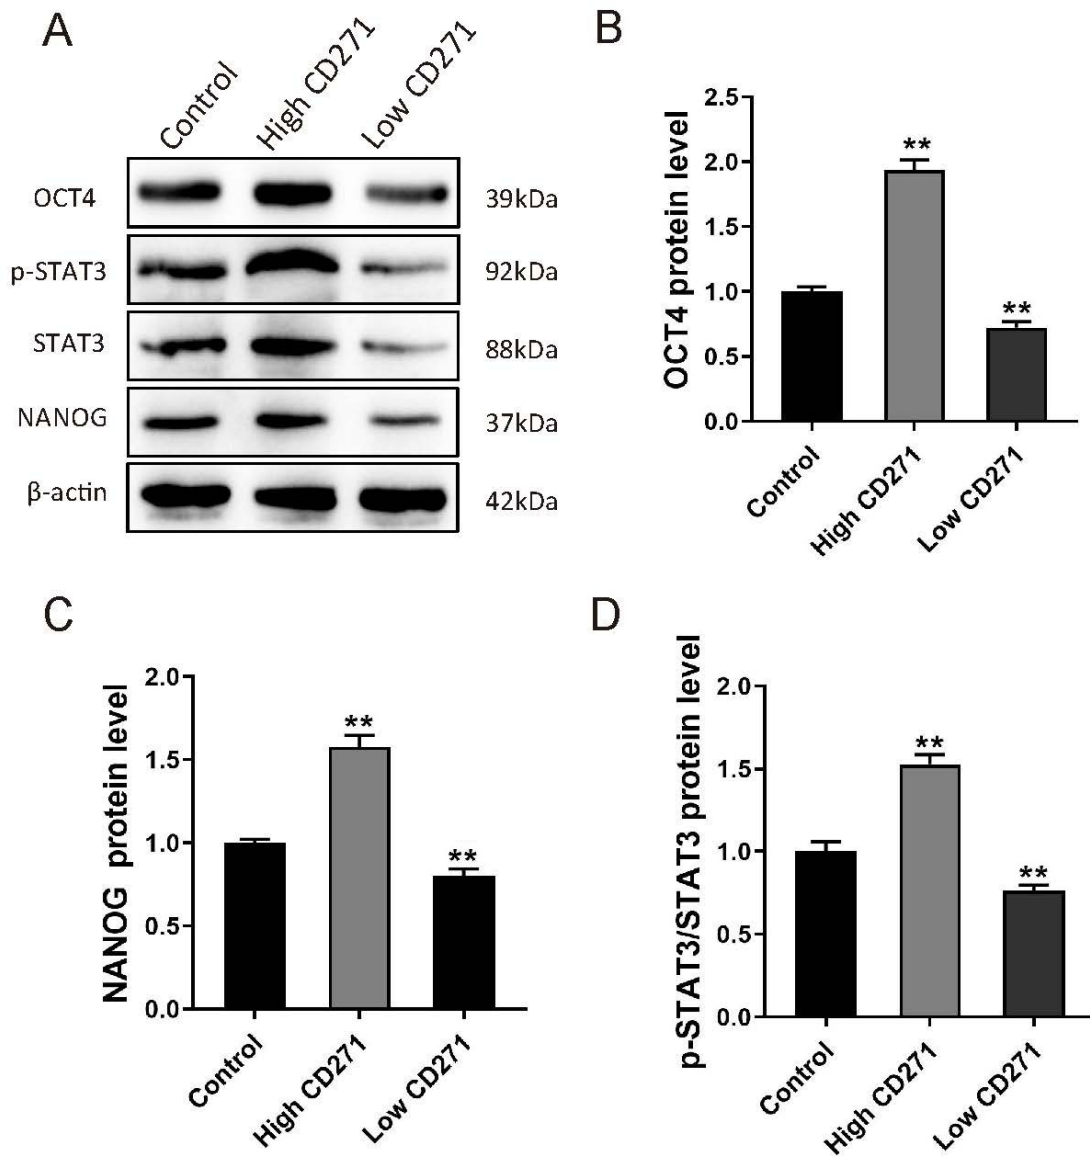 A
Control
High CD271
Low CD271
OCT4
39kDa
p-STAT3
92kDa
STAT3
88kDa
NANOG
37kDa
β-actin
42kDa
B
OCT4 protein level
2.5
2.0
1.5
1.0
0.5
0.0
**
**
Control
High CD271
Low CD271
C
NANOG protein level
2.0
1.5
1.0
0.5
0.0
**
**
Control
High CD271
Low CD271
D
p-STAT3/STAT3 protein level
2.0
1.5
1.0
0.5
0.0
**
**
Control
High CD271
Low CD271